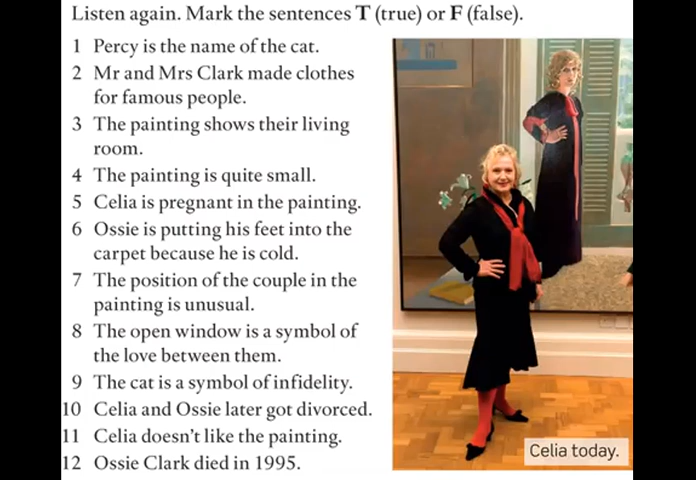 Listen again. Mark the sentences T (true) or F (false).
1 Percy is the name of the cat.
2 Mr and Mrs Clark made clothes
for famous people.
3 The painting shows their living
room.
4 The painting is quite small.
5 Celia is pregnant in the painting.
6 Ossie is putting his feet into the
carpet because he is cold.
7 The position of the couple in the
painting is unusual.
8 The open window is a symbol of
the love between them.
9 The cat is a symbol of infidelity.
10 Celia and Ossie later got divorced.
11 Celia doesn't like the painting.
12 Ossie Clark died in 1995.
Celia today.